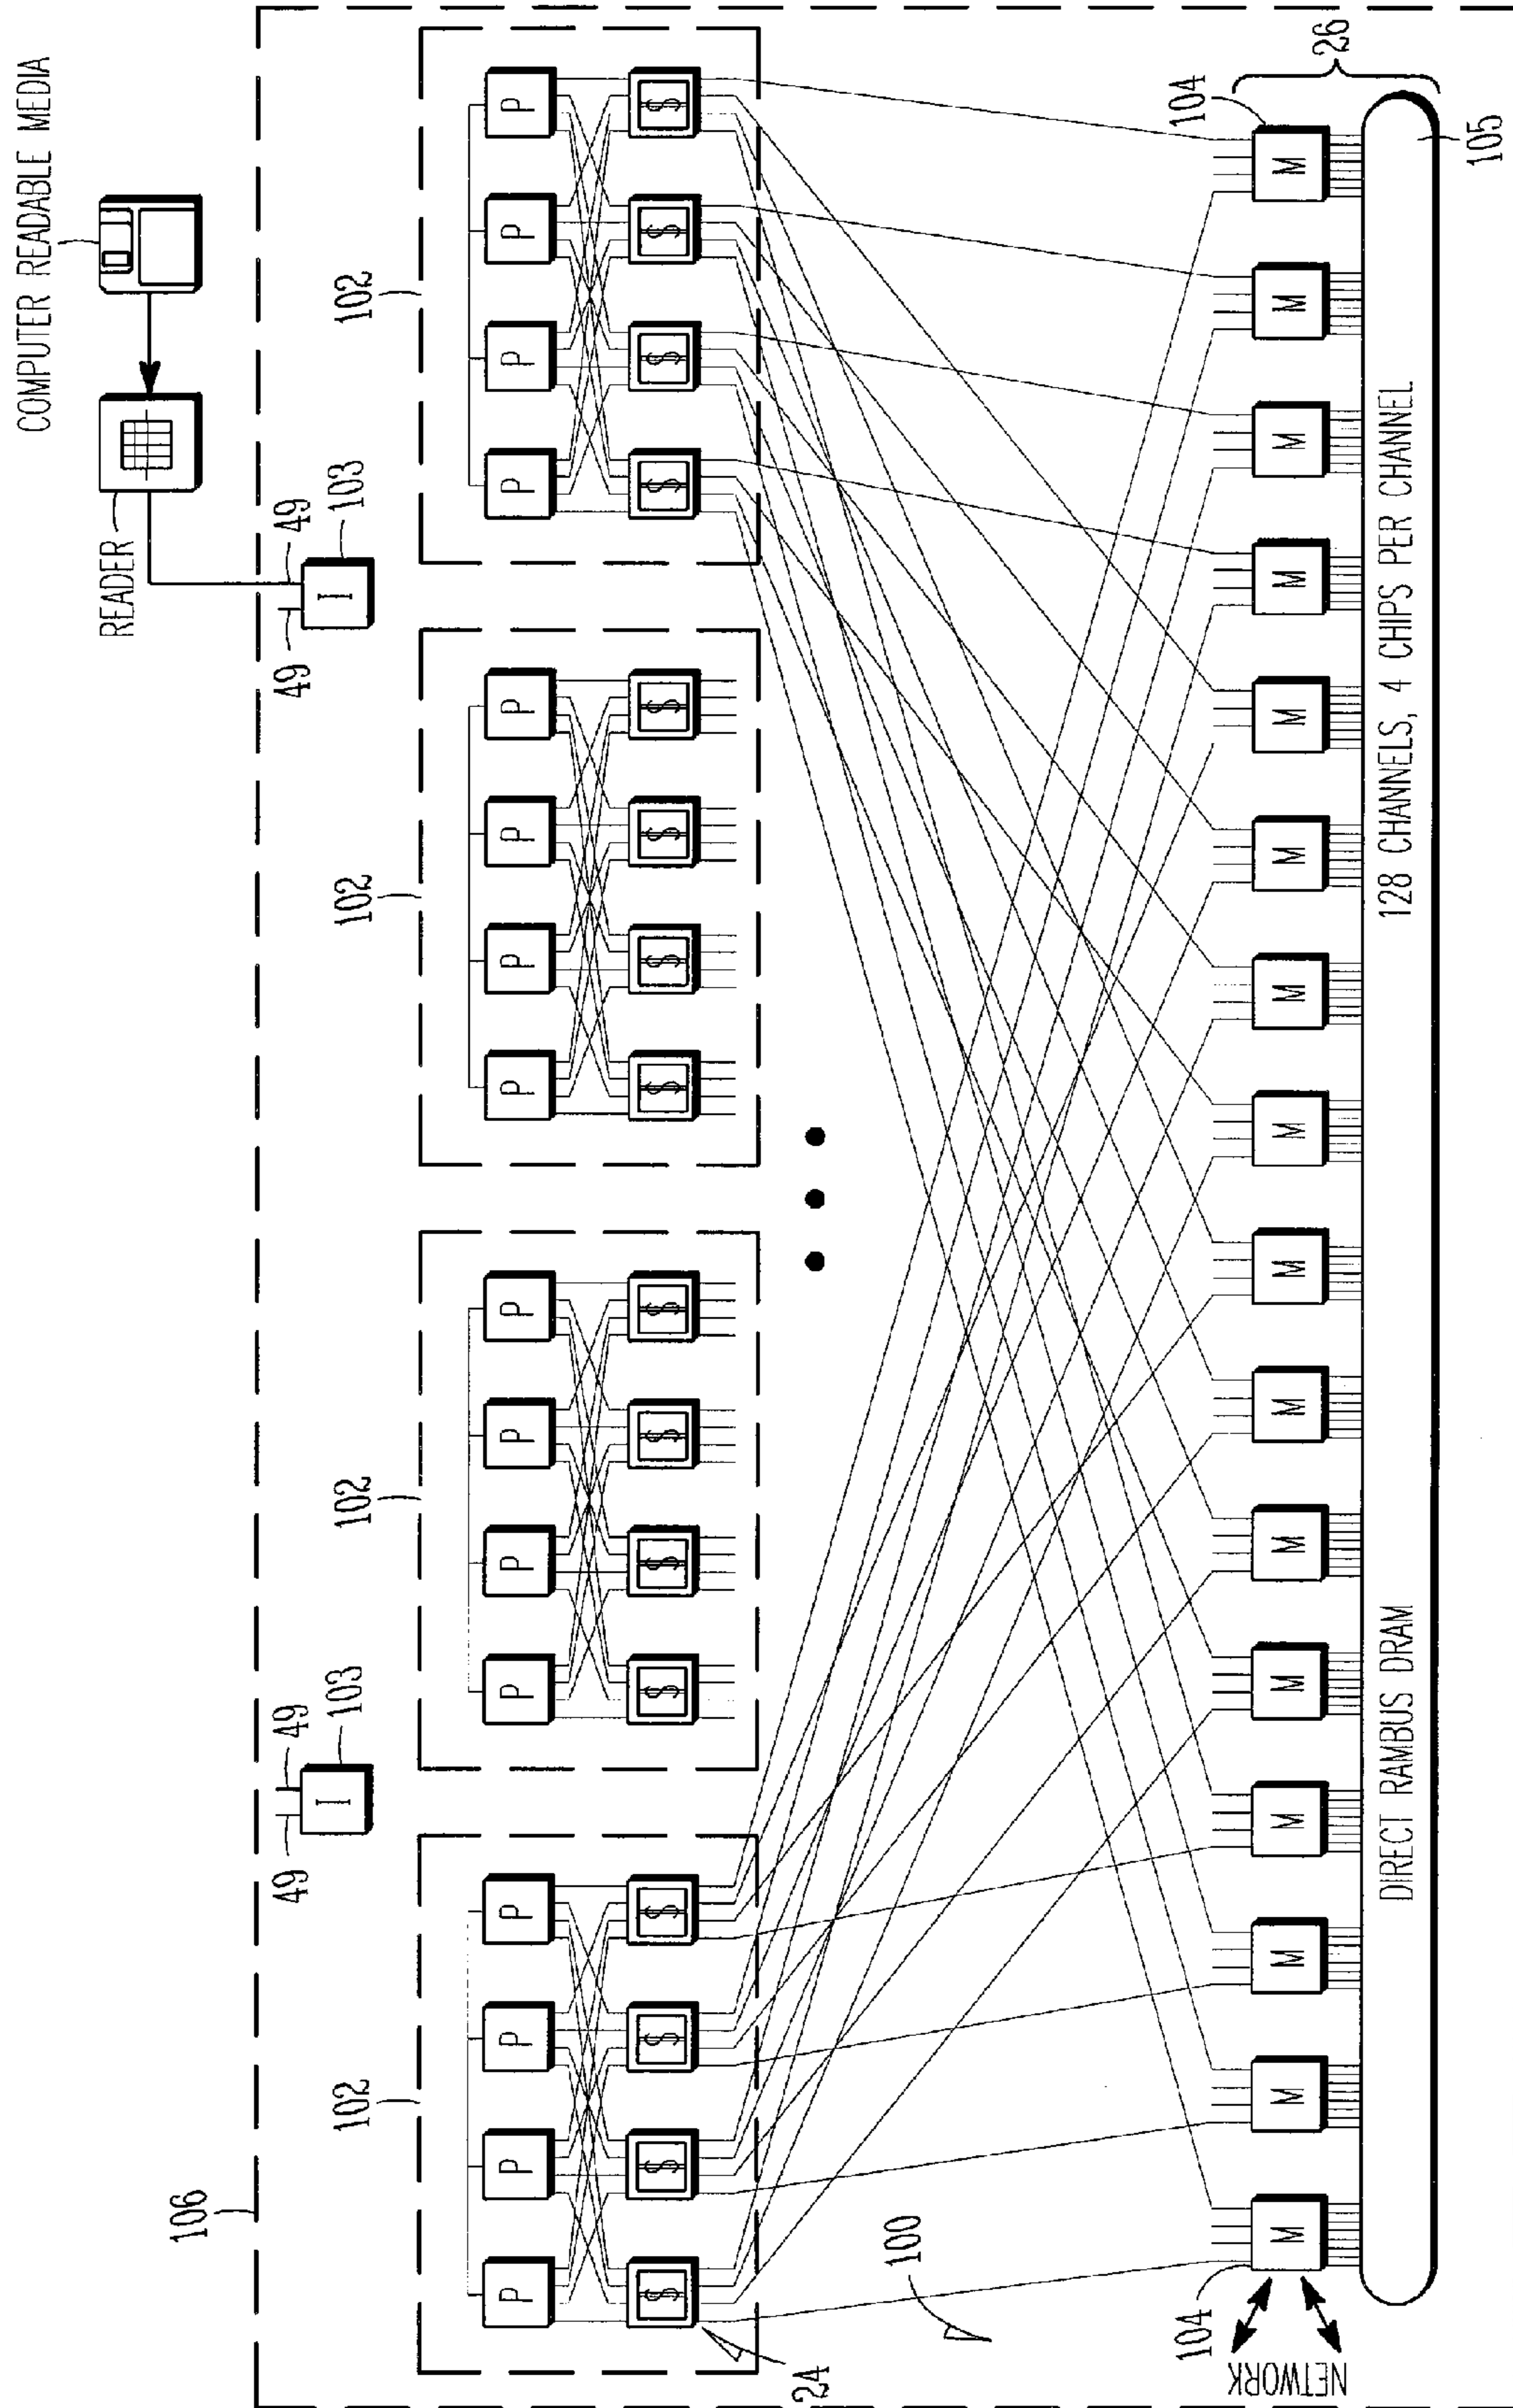 COMPUTER READABLE MEDIA
READER
106
49 49 49 49
I 103 I 103
102 102 102 102
P P P P P P P P P P P P P P P P
$ $ $ $ $ $ $ $ $ $ $ $ $ $ $ $
24
100
104 104
NETWORK
M M M M M M M M M M M M M M M M
26
DIRECT RAMBUS DRAM 128 CHANNELS, 4 CHIPS PER CHANNEL
105